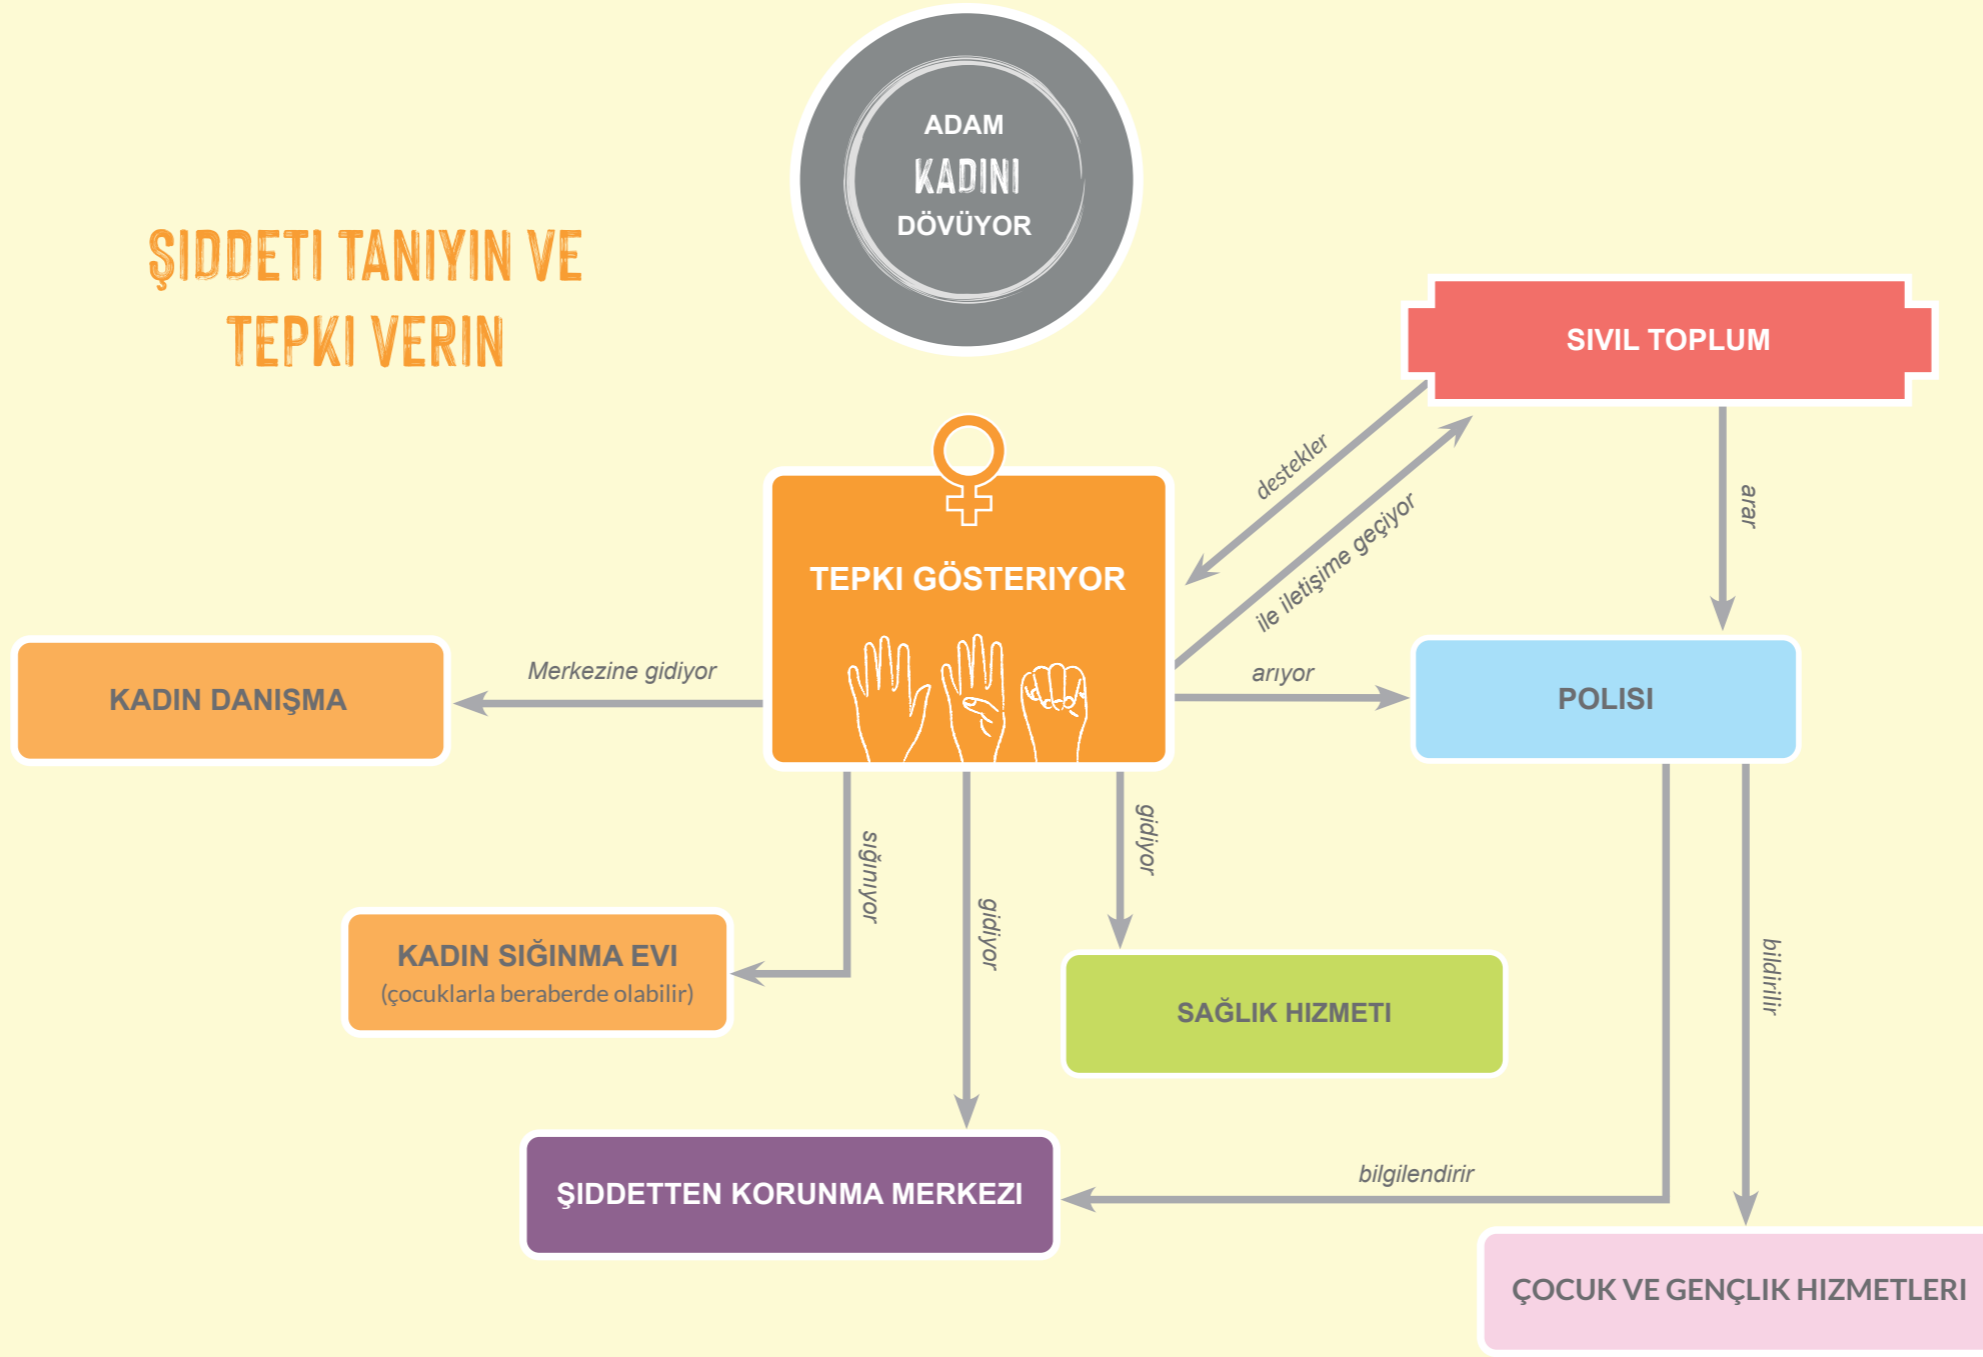 ADAM
KADINI
DÖVÜYOR
ŞIDDETI TANIYIN VE
TEPKI VERIN
SIVIL TOPLUM
destekler
ile iletişime geçiyor
arar
TEPKI GÖSTERIYOR
Merkezine gidiyor
arıyor
KADIN DANIŞMA
POLISI
sığınıyor
gidiyor
gidiyor
bildirilir
KADIN SIĞINMA EVI
(çocuklarla beraberde olabilir)
SAĞLIK HIZMETI
ŞIDDETTEN KORUNMA MERKEZI
bilgilendirir
ÇOCUK VE GENÇLIK HIZMETLERI